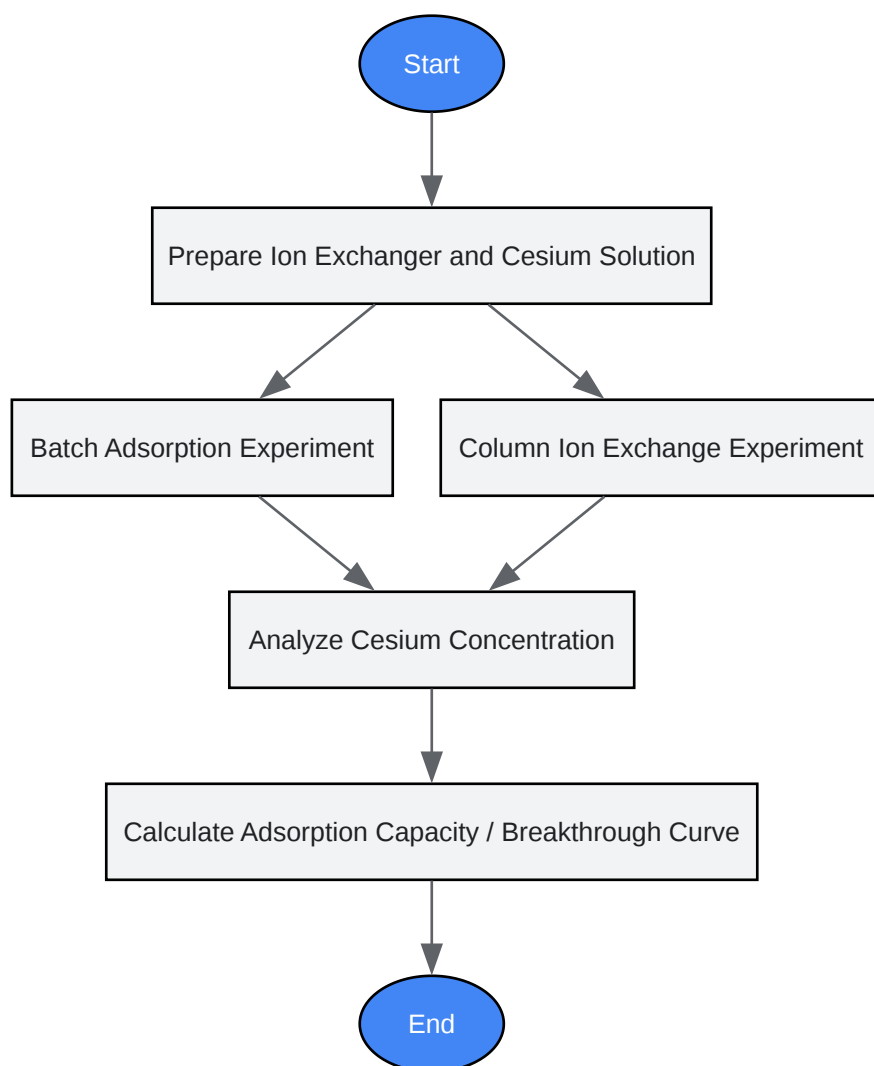 Start
Prepare Ion Exchanger and Cesium Solution
Batch Adsorption Experiment
Column Ion Exchange Experiment
Analyze Cesium Concentration
Calculate Adsorption Capacity / Breakthrough Curve
End